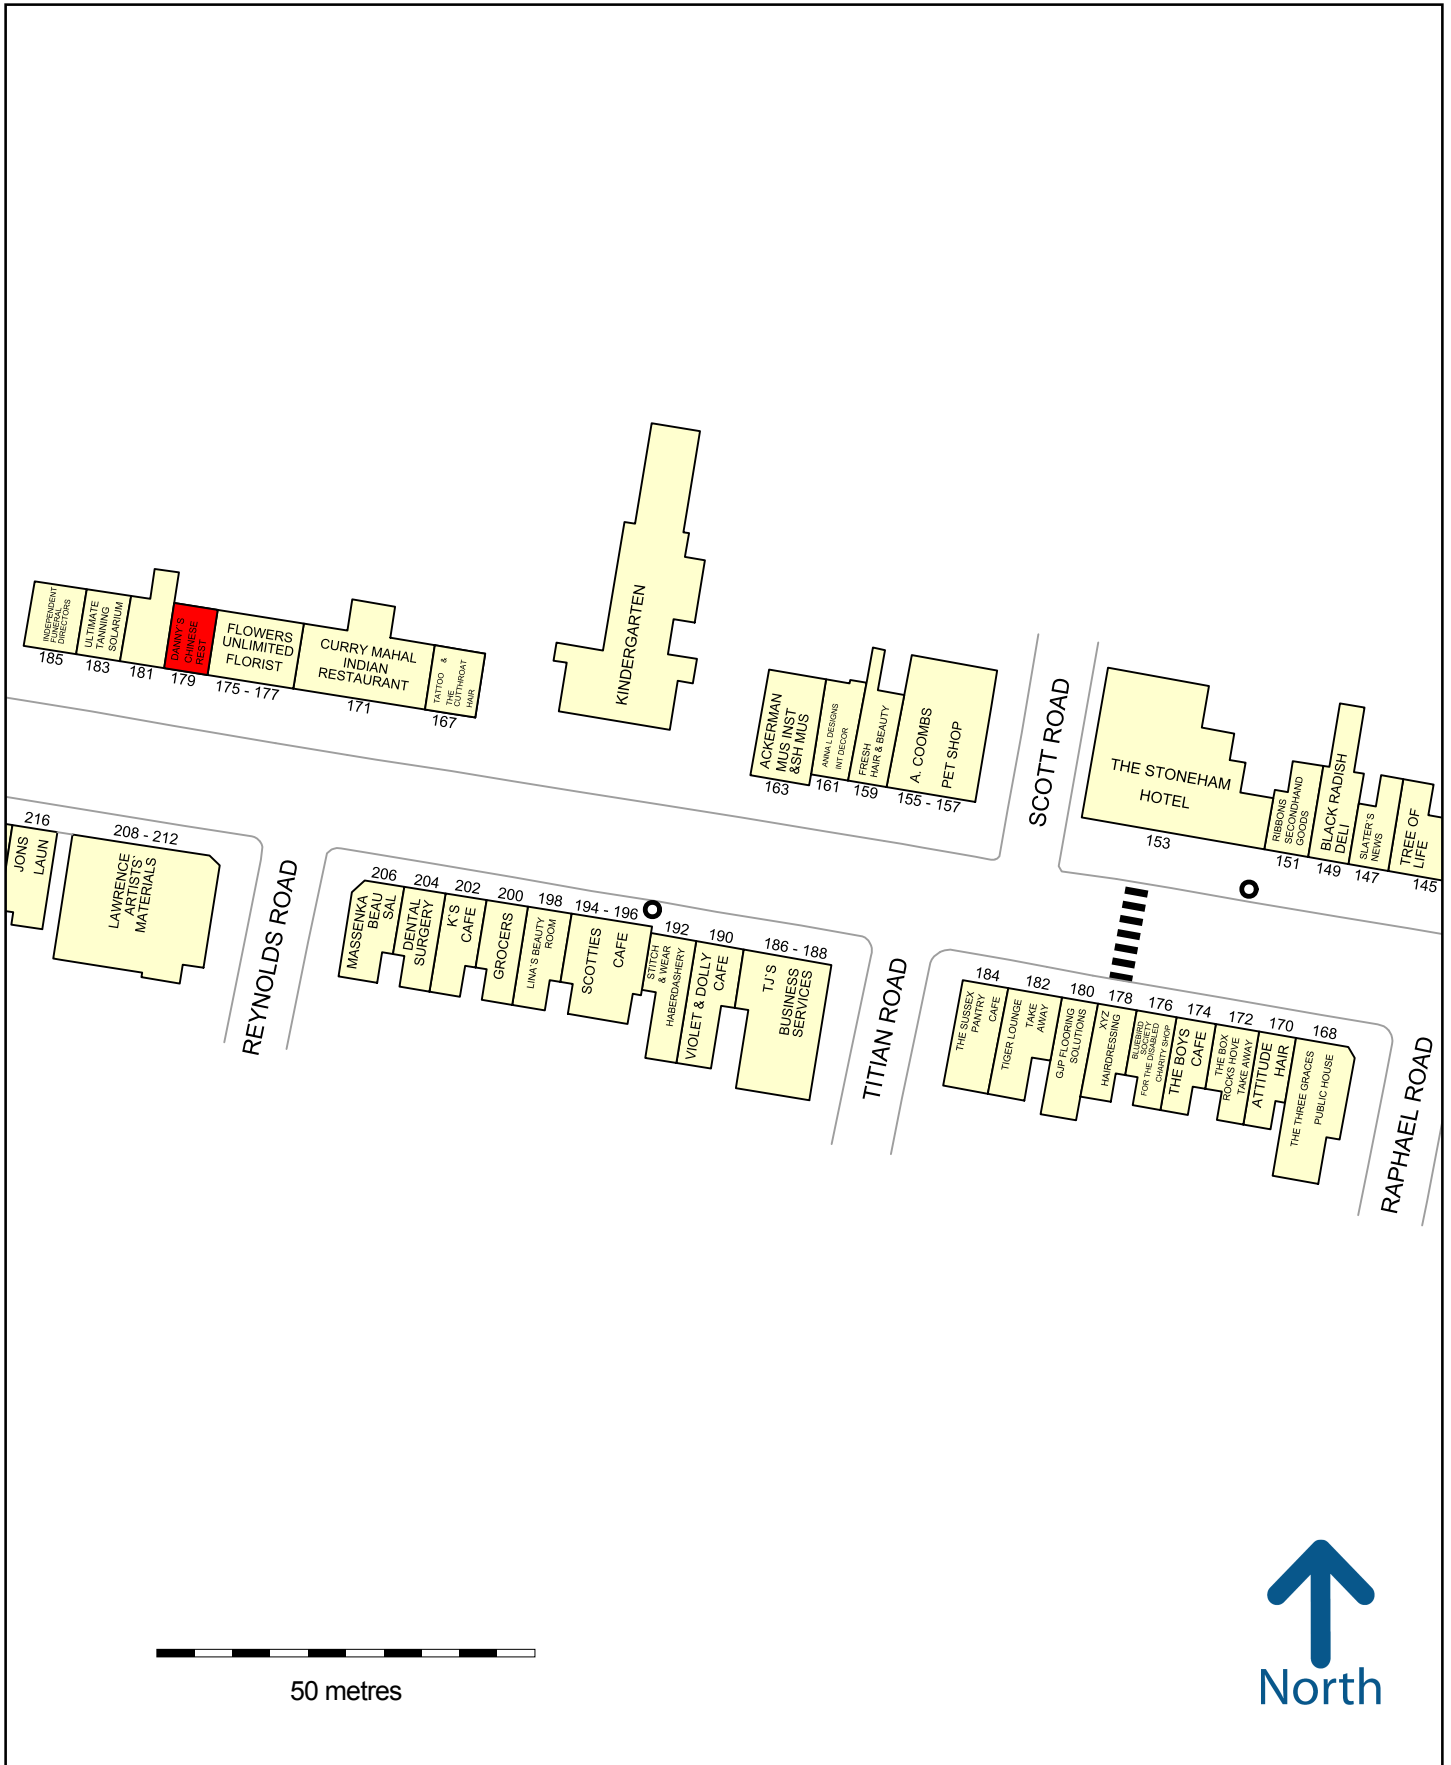 KINDERGARTEN
INDEPENDENT
FUNERAL
DIRECTORS
185
ULTIMATE
TANNING
SOLARIUM
183
181
DANNY`S
CHINESE
REST
179
FLOWERS
UNLIMITED
FLORIST
175 - 177
CURRY MAHAL
INDIAN
RESTAURANT
171
TATTOO &
THE
CUTTHROAT
HAIR
167
ACKERMAN
MUS INST
&SH MUS
163
ANNA L DESIGNS
INT DECOR
161
FRESH
HAIR & BEAUTY
159
A. COOMBS
PET SHOP
155 - 157
SCOTT ROAD
THE STONEHAM
HOTEL
153
RIBBONS
SECONDHAND
GOODS
151
BLACK RADISH
DELI
149
SLATER`S
NEWS
147
TREE OF
LIFE
145
216
JONS
LAUN
208 - 212
LAWRENCE
ARTISTS`
MATERIALS
REYNOLDS ROAD
206
MASSENKA
BEAU
SAL
204
DENTAL
SURGERY
202
K`S
CAFE
200
GROCERS
198
LINA`S BEAUTY
ROOM
194 - 196
SCOTTIES
CAFE
192
STITCH
& WEAR
HABERDASHERY
190
VIOLET & DOLLY
CAFE
186 - 188
TJ`S
BUSINESS
SERVICES
TITIAN ROAD
184
THE SUSSEX
PANTRY
CAFE
182
TIGER LOUNGE
TAKE
AWAY
180
GJP FLOORING
SOLUTIONS
178
XYZ
HAIRDRESSING
176
BLUEBIRD
SOCIETY
FOR THE DISABLED
CHARITY SHOP
174
THE BOYS
CAFE
172
THE BOX
ROCKS HOVE
TAKE AWAY
170
ATTITUDE
HAIR
168
THE THREE GRACES
PUBLIC HOUSE
RAPHAEL ROAD
50 metres
North